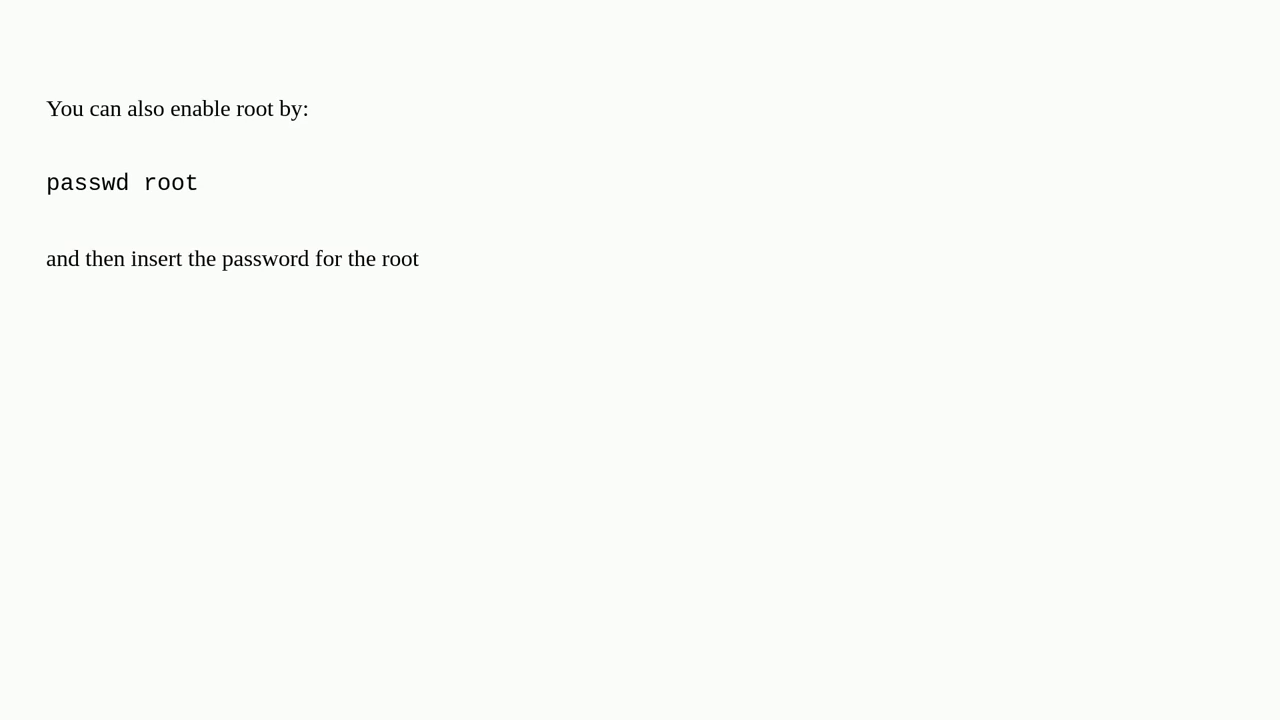 You can also enable root by:
passwd root
and then insert the password for the root